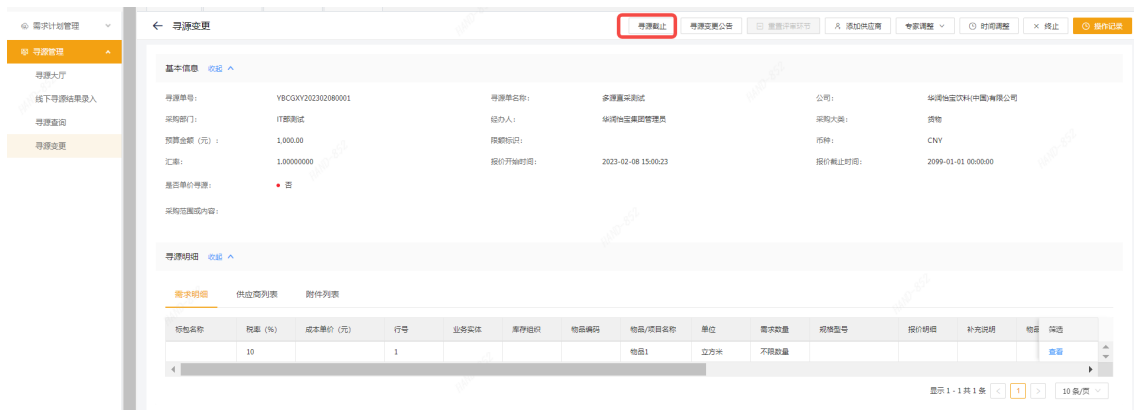 需求计划管理
寻源管理
寻源大厅
线下寻源结果录入
寻源查询
寻源变更
← 寻源变更 寻源截止 寻源变更公告 重置评审环节 添加供应商 专家调整 时间调整 × 终止 操作记录
基本信息 收起
寻源单号: YBCGXY202302080001 寻源单名称: 多源直采测试 公司: 华润怡宝饮料(中国)有限公司
采购部门: IT部测试 经办人: 华润怡宝集团管理员 采购大类: 货物
预算金额(元): 1,000.00 限额标识: 币种: CNY
汇率: 1.00000000 报价开始时间: 2023-02-08 15:00:23 报价截止时间: 2099-01-01 00:00:00
是否单价寻源: 否
采购范围或内容:
寻源明细 收起
需求明细 供应商列表 附件列表
标包名称 税率(%) 成本单价(元) 行号 业务实体 库存组织 物品编码 物品/项目名称 单位 需求数量 规格型号 报价明细 补充说明 筛选
10 1 物品1 立方米 不限数量 查看
显示 1 - 1 共 1 条 < 1 > 10 条/页